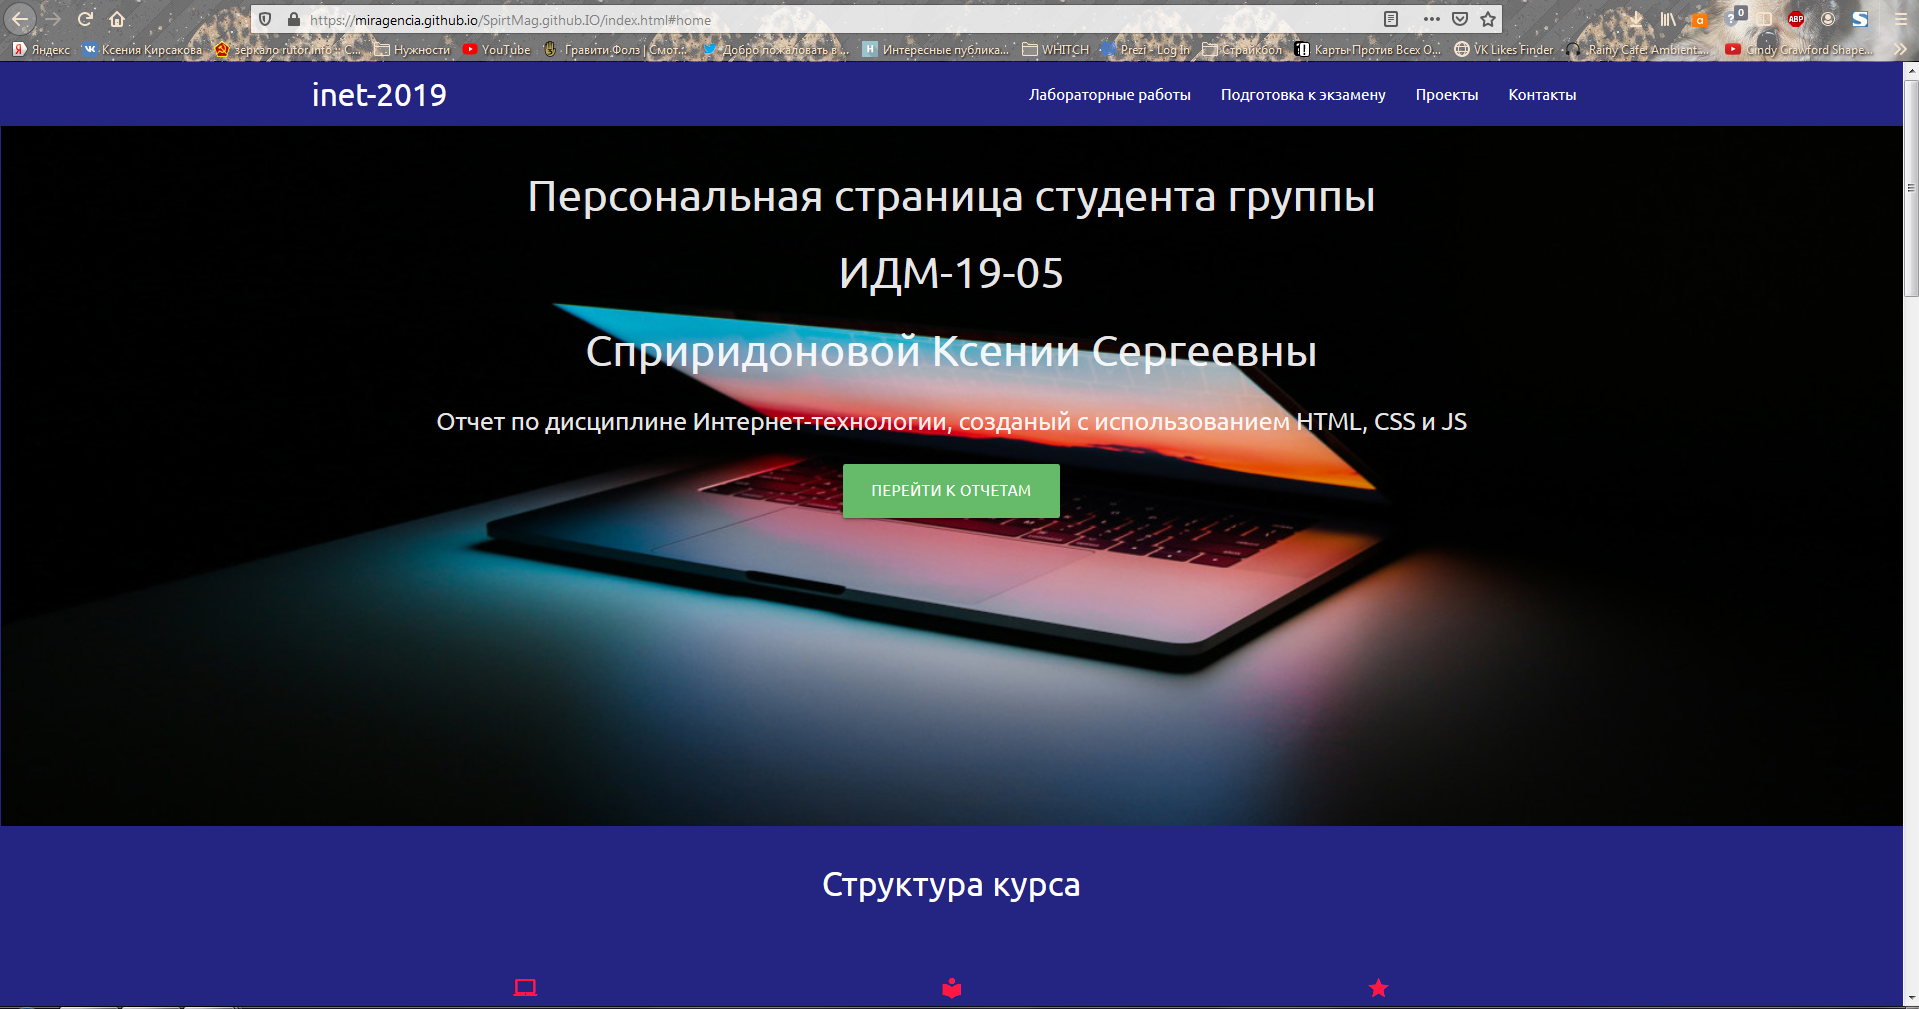 https://miragencia.github.io/SpirtMag.github.IO/index.html#home
Яндекс Ксения Кирсакова зеркало rutor.info :: С... Нужности YouTube Гравити Фолз | Смот... Добро пожаловать в ... Интересные публика... WHITCH Prezi - Log In Страйкбол Карты Против Всех О... VK Likes Finder Rainy Cafe: Ambient ... Cindy Crawford Shape...
inet-2019 Лабораторные работы Подготовка к экзамену Проекты Контакты
Персональная страница студента группы
ИДМ-19-05
Сприридоновой Ксении Сергеевны
Отчет по дисциплине Интернет-технологии, созданый с использованием HTML, CSS и JS
ПЕРЕЙТИ К ОТЧЕТАМ
Структура курса